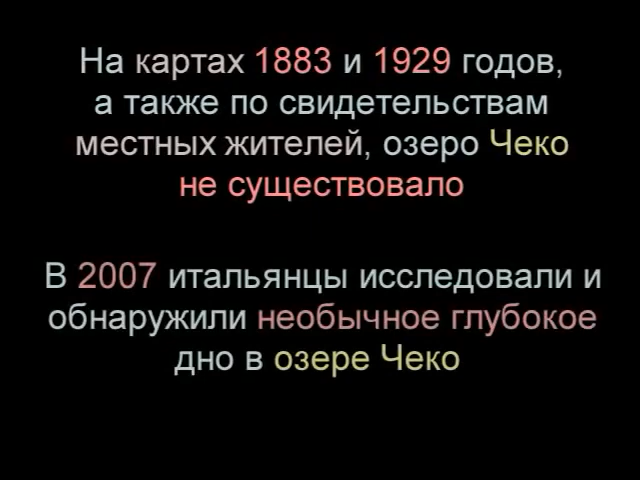 На картах 1883 и 1929 годов,
а также по свидетельствам
местных жителей, озеро Чеко
не существовало
В 2007 итальянцы исследовали и
обнаружили необычное глубокое
дно в озере Чеко